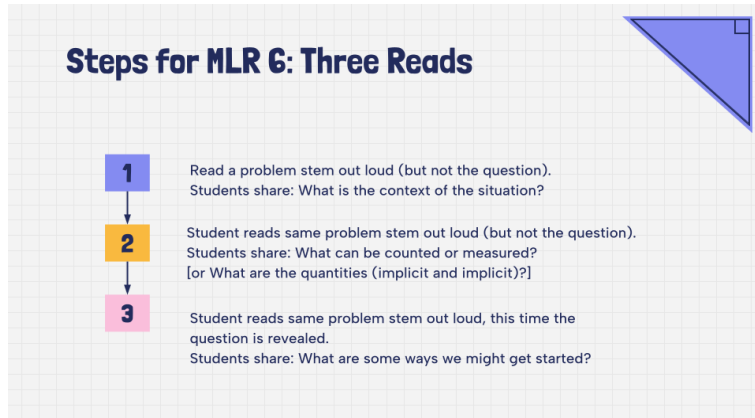 Steps for MLR 6: Three Reads
1
Read a problem stem out loud (but not the question).
Students share: What is the context of the situation?
2
Student reads same problem stem out loud (but not the question).
Students share: What can be counted or measured?
[or What are the quantities (implicit and implicit)?]
3
Student reads same problem stem out loud, this time the
question is revealed.
Students share: What are some ways we might get started?